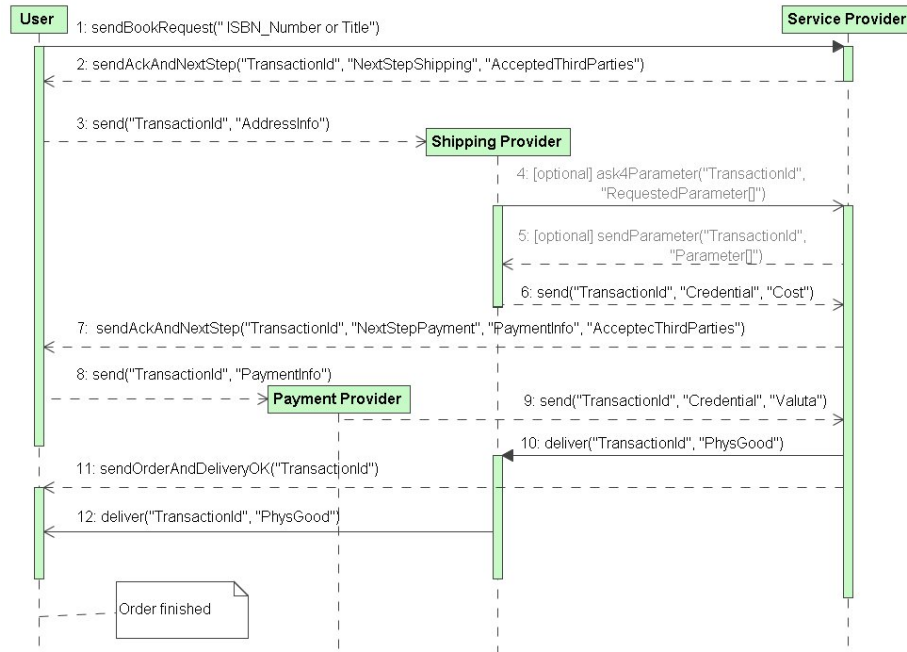 User
Service Provider
1: sendBookRequest(" ISBN_Number or Title")
2: sendAckAndNextStep("TransactionId", "NextStepShipping", "AcceptedThirdParties")
3: send("TransactionId", "AddressInfo")
Shipping Provider
4: [optional] ask4Parameter("TransactionId",
"RequestedParameter[]")
5: [optional] sendParameter("TransactionId",
"Parameter[]")
6: send("TransactionId", "Credential", "Cost")
7: sendAckAndNextStep("TransactionId", "NextStepPayment", "PaymentInfo", "AcceptecThirdParties")
8: send("TransactionId", "PaymentInfo")
Payment Provider
9: send("TransactionId", "Credential", "Valuta")
10: deliver("TransactionId", "PhysGood")
11: sendOrderAndDeliveryOK("TransactionId")
12: deliver("TransactionId", "PhysGood")
Order finished